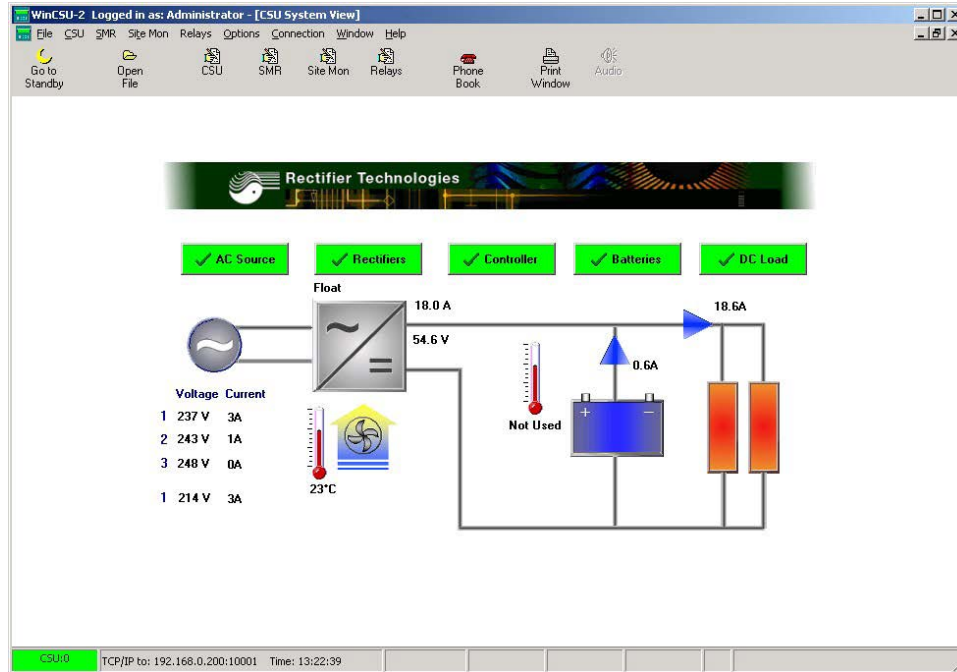 WinCSU-2 Logged in as: Administrator - [CSU System View]
File CSU SMR Site Mon Relays Options Connection Window Help
Go to Standby Open File CSU SMR Site Mon Relays Phone Book Print Window Audio
Rectifier Technologies
AC Source Rectifiers Controller Batteries DC Load
Float
18.0 A
18.6A
54.6 V
0.6A
Voltage Current
1 237 V 3A
2 243 V 1A
3 248 V 0A
1 214 V 3A
23°C
Not Used
+ −
CSU:0 TCP/IP to: 192.168.0.200:10001 Time: 13:22:39